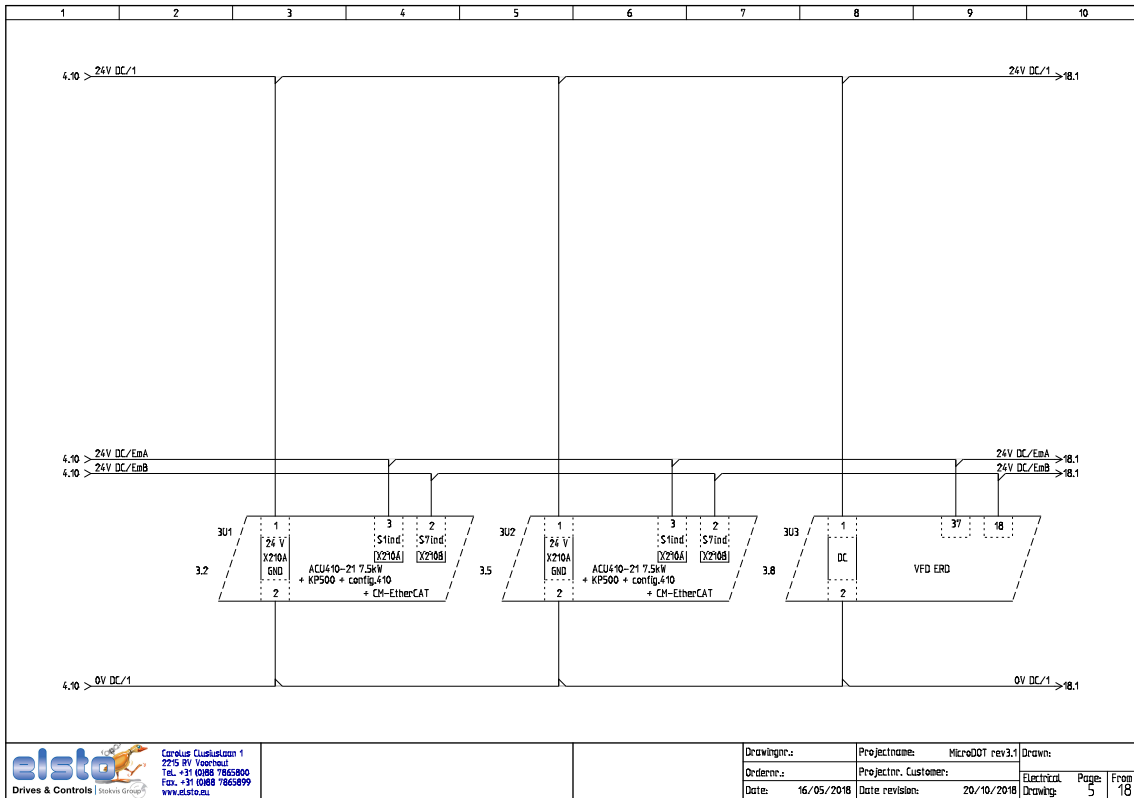 1 2 3 4 5 6 7 8 9 10
4.10 24V DC/1 24V DC/1 18.1
4.10 24V DC/EmA 24V DC/EmA 18.1
4.10 24V DC/EmB 24V DC/EmB 18.1
3U1 1 3 2 3U2 1 3 2 3U3 1 37 18
24 V S1ind S7ind 24 V S1ind S7ind
X210A X210A X210B X210A X210A X210B DC
3.2 GND ACU410-21 7.5kW 3.5 GND ACU410-21 7.5kW 3.8 VFD ERD
+ KP500 + config.410 + KP500 + config.410
2 + CM-EtherCAT 2 + CM-EtherCAT 2
4.10 0V DC/1 0V DC/1 18.1
elsto
Drives & Controls Stokvis Group
Carolus Clusiuslaan 1
2215 RV Voorhout
Tel. +31 (0)88 7865800
Fax. +31 (0)88 7865899
www.elsto.eu
Drawingnr.: Projectname: MicroDOT rev3.1 Drawn:
Ordernr.: Projectnr. Customer:
Date: 16/05/2018 Date revision: 20/10/2018 Electrical Drawing: Page: 5 From 18